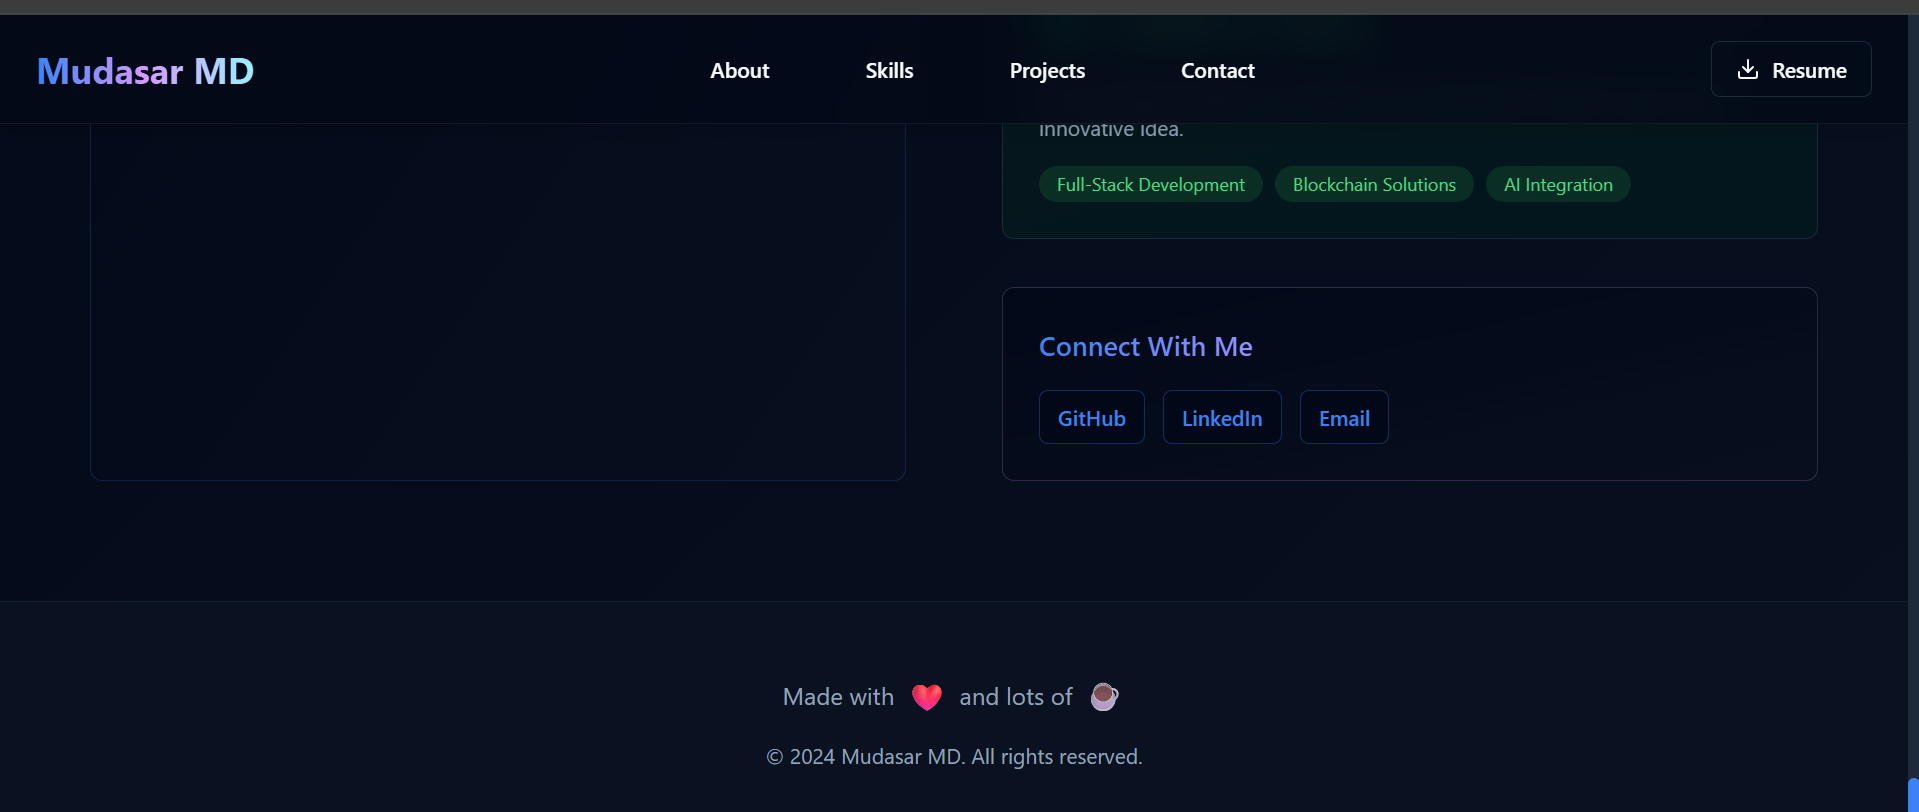 Mudasar MD
About
Skills
Projects
Contact
Resume
innovative idea.
Full-Stack Development
Blockchain Solutions
AI Integration
Connect With Me
GitHub
LinkedIn
Email
Made with ❤️ and lots of ☕
© 2024 Mudasar MD. All rights reserved.